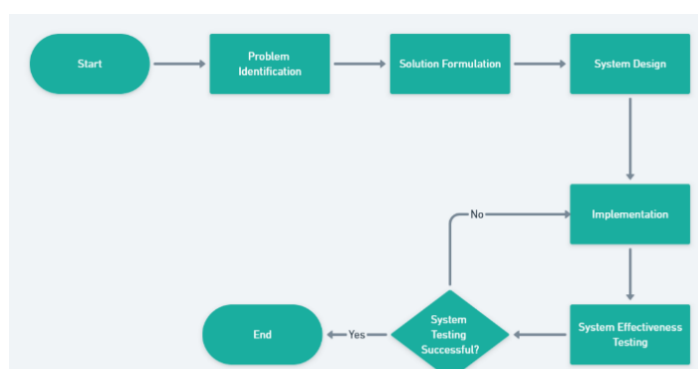 Start
Problem
Identification
Solution Formulation
System Design
Implementation
No
System Effectiveness
Testing
System
Testing
Successful?
Yes
End